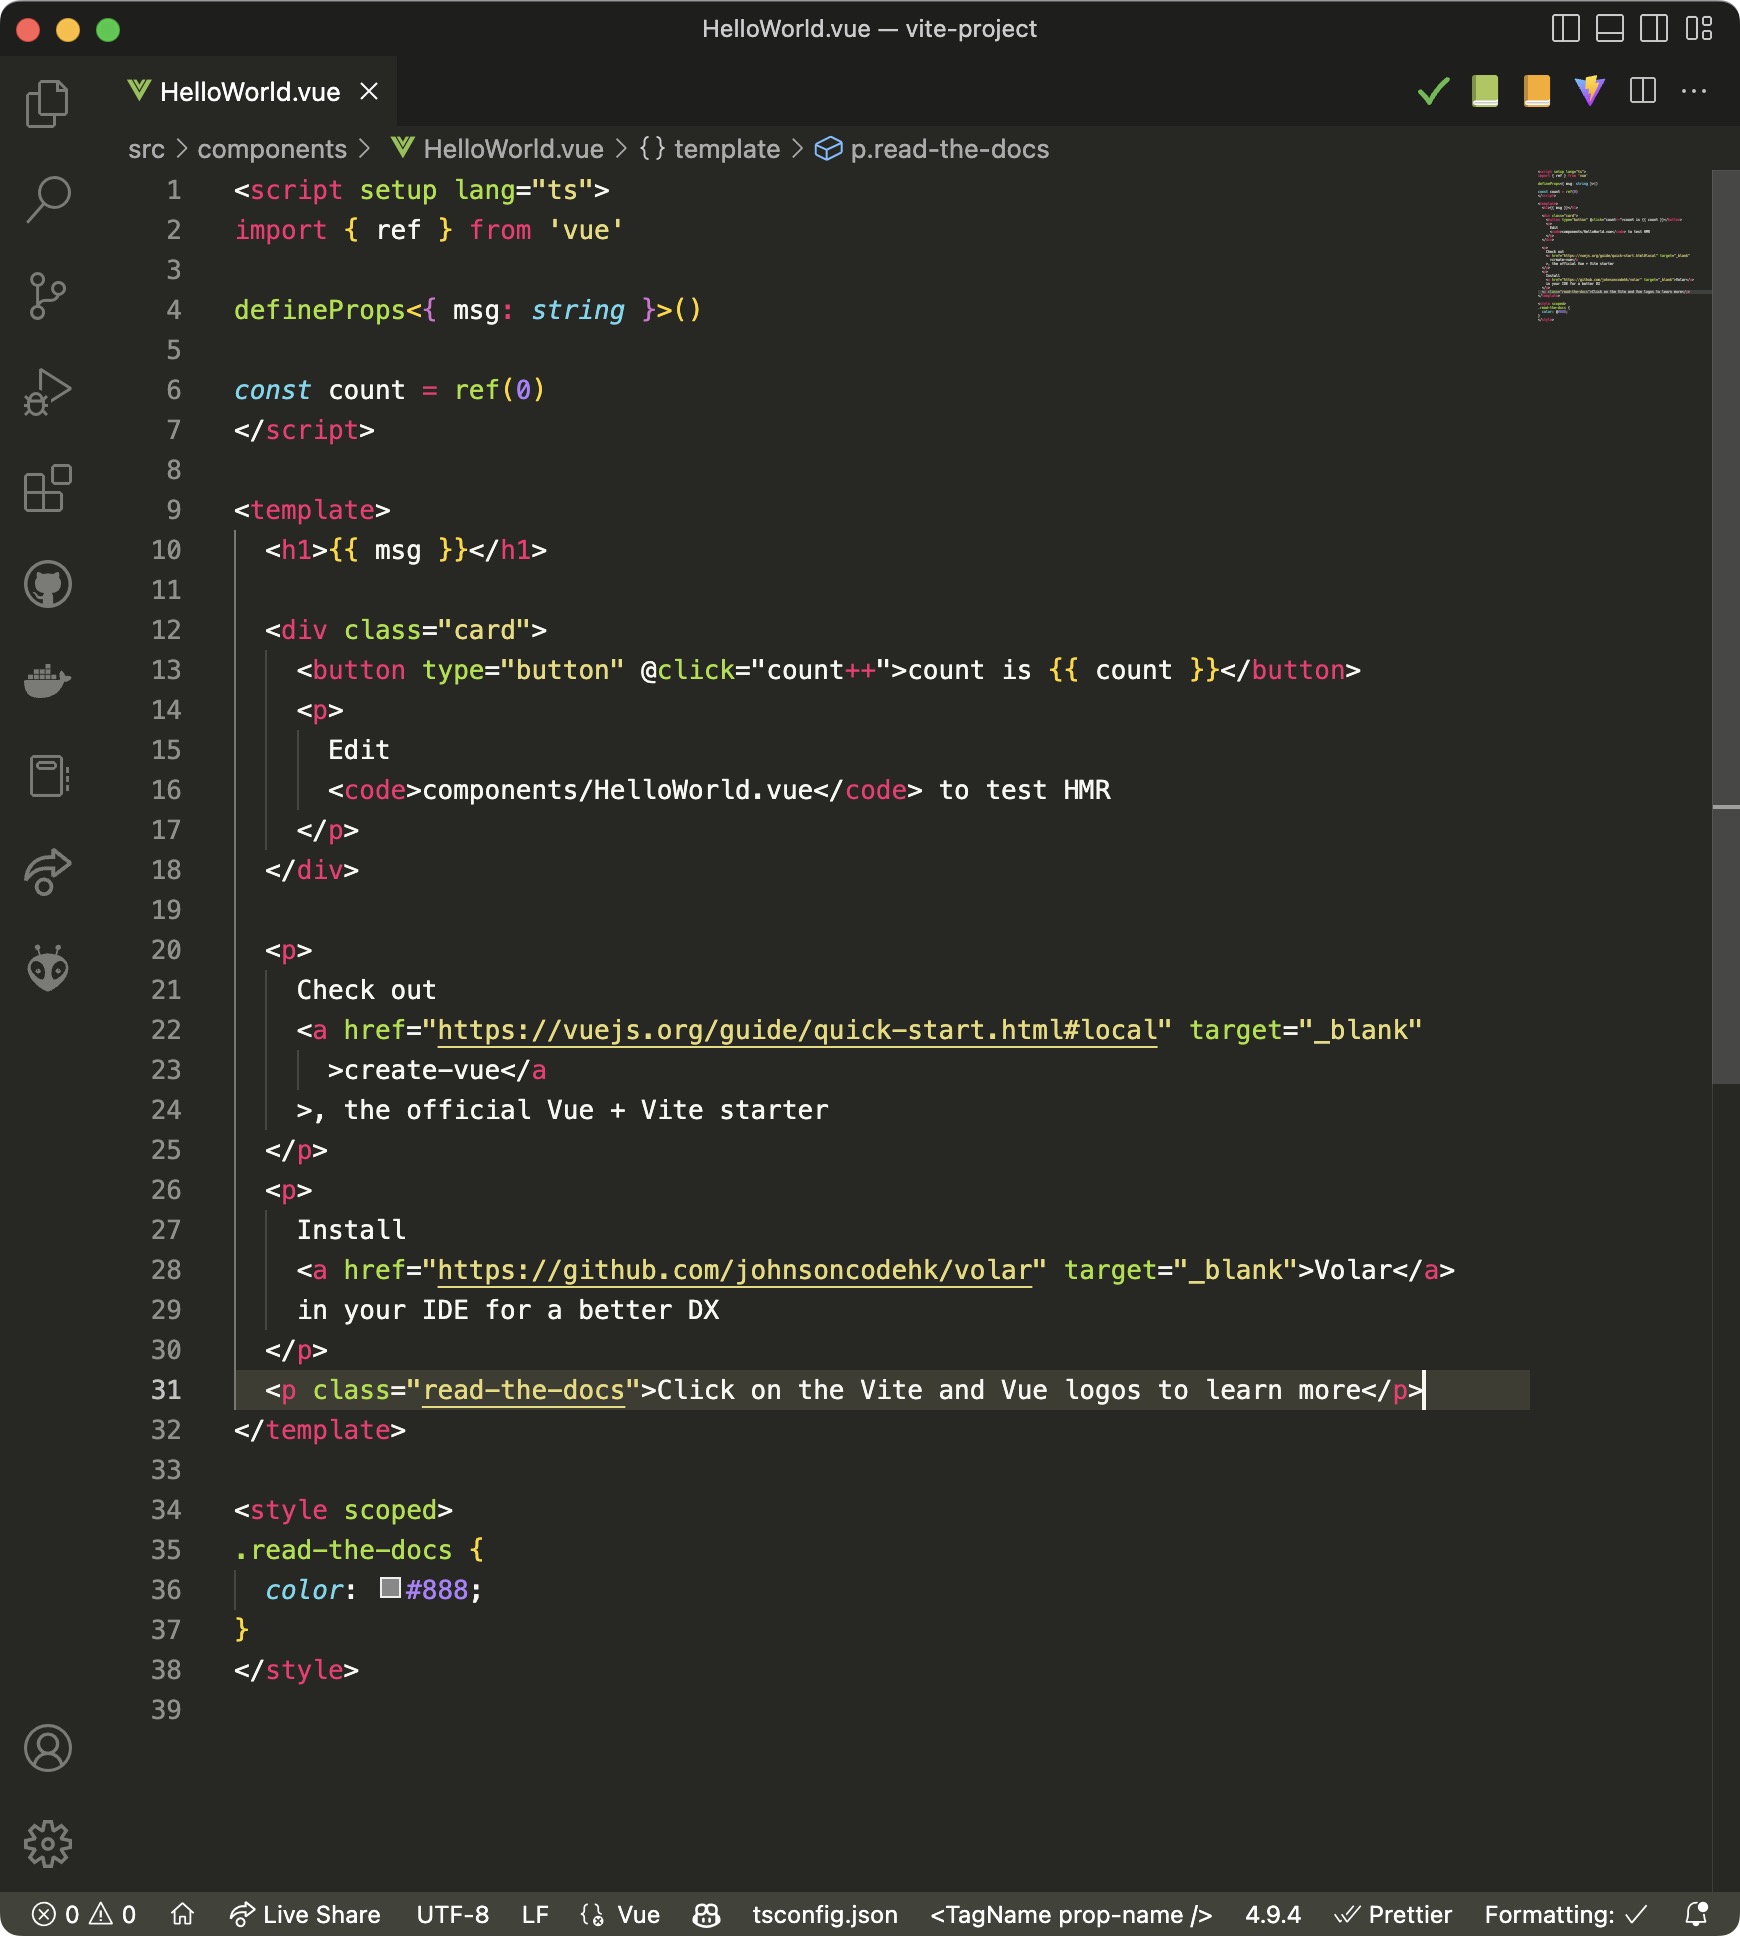 HelloWorld.vue — vite-project
HelloWorld.vue
src > components > HelloWorld.vue > {} template > p.read-the-docs
1 <script setup lang="ts">
2 import { ref } from 'vue'
3
4 defineProps<{ msg: string }>()
5
6 const count = ref(0)
7 </script>
8
9 <template>
10   <h1>{{ msg }}</h1>
11
12   <div class="card">
13     <button type="button" @click="count++">count is {{ count }}</button>
14     <p>
15       Edit
16       <code>components/HelloWorld.vue</code> to test HMR
17     </p>
18   </div>
19
20   <p>
21     Check out
22     <a href="https://vuejs.org/guide/quick-start.html#local" target="_blank"
23       >create-vue</a
24     >, the official Vue + Vite starter
25   </p>
26   <p>
27     Install
28     <a href="https://github.com/johnsoncodehk/volar" target="_blank">Volar</a>
29     in your IDE for a better DX
30   </p>
31   <p class="read-the-docs">Click on the Vite and Vue logos to learn more</p>
32 </template>
33
34 <style scoped>
35 .read-the-docs {
36   color: #888;
37 }
38 </style>
39
0 0 Live Share UTF-8 LF {} Vue tsconfig.json <TagName prop-name /> 4.9.4 Prettier Formatting: ✓